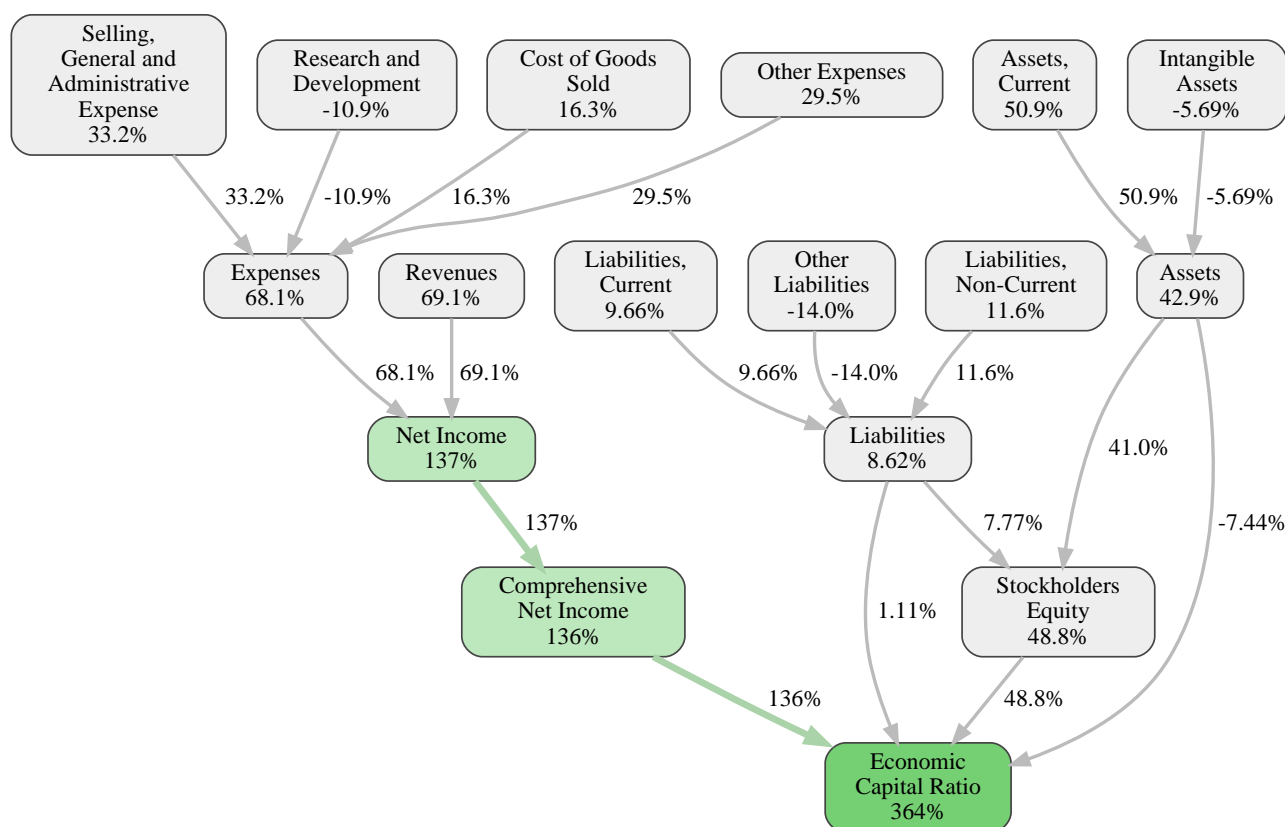 Selling,
General and
Administrative
Expense
33.2%
Research and
Development
-10.9%
Cost of Goods
Sold
16.3%
Other Expenses
29.5%
Assets,
Current
50.9%
Intangible
Assets
-5.69%
33.2%
-10.9%
16.3%
29.5%
50.9%
-5.69%
Expenses
68.1%
Revenues
69.1%
Liabilities,
Current
9.66%
Other
Liabilities
-14.0%
Liabilities,
Non-Current
11.6%
Assets
42.9%
68.1%
69.1%
9.66%
-14.0%
11.6%
Net Income
137%
Liabilities
8.62%
41.0%
137%
7.77%
-7.44%
Comprehensive
Net Income
136%
1.11%
Stockholders
Equity
48.8%
136%
48.8%
Economic
Capital Ratio
364%